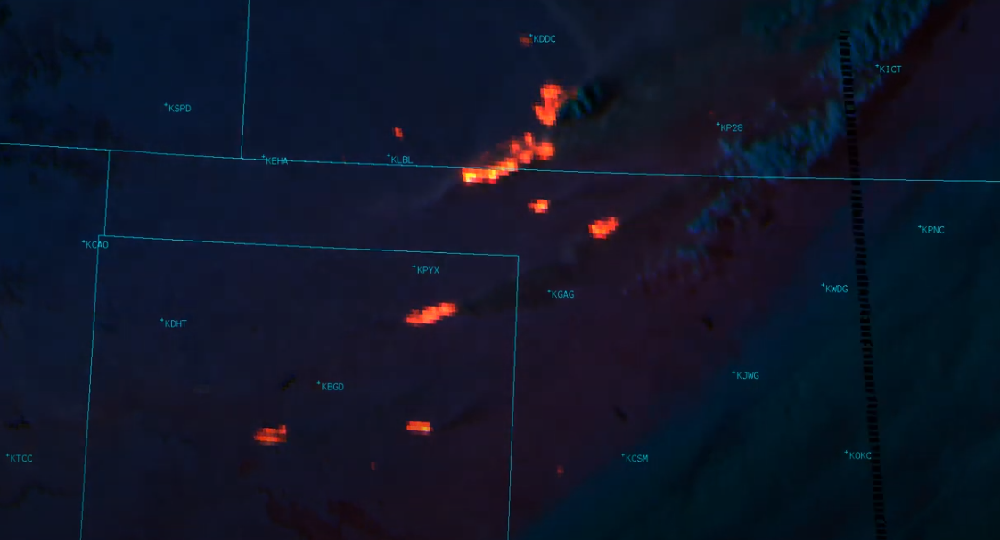 KDDC
KICT
KSPD
KP28
KEHA
KLBL
KPNC
KCAO
KPYX
KGAG
KWDG
KDHT
KJWG
KBGD
KTCC
KCSM
KOKC